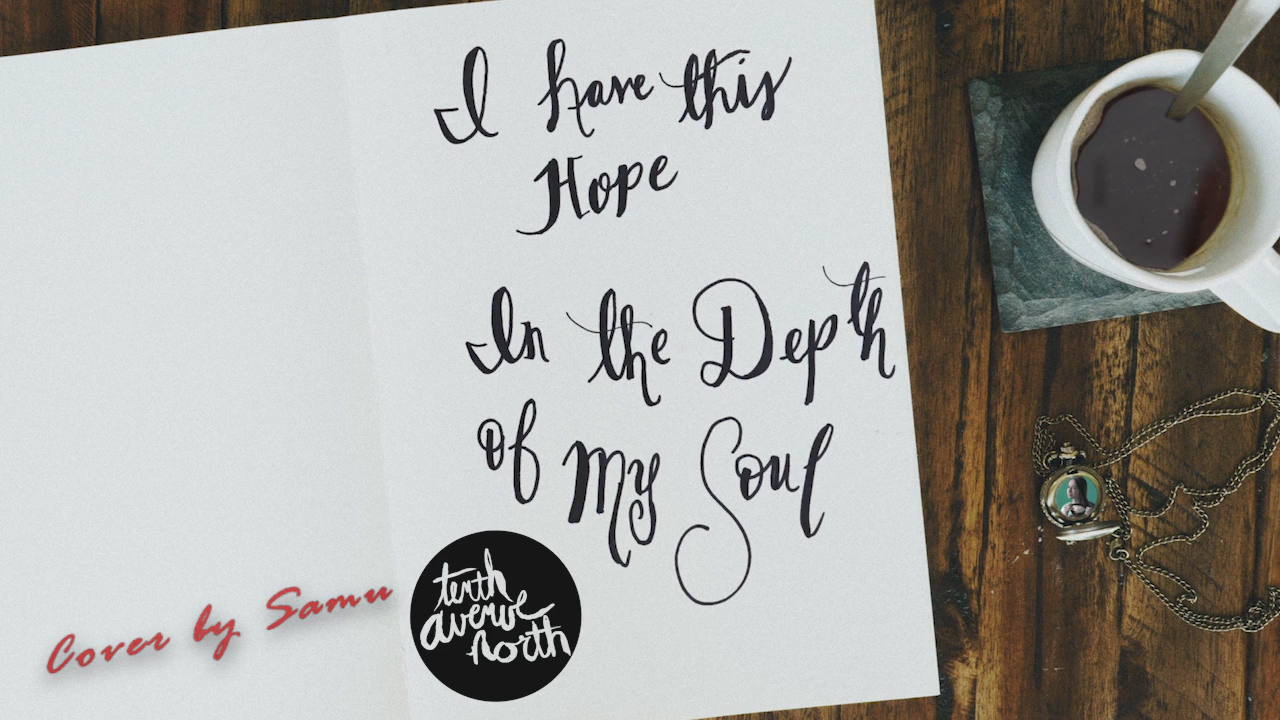 I have this
Hope
In the Depth
of My Soul
tenth
avenue
north
Cover by Samu